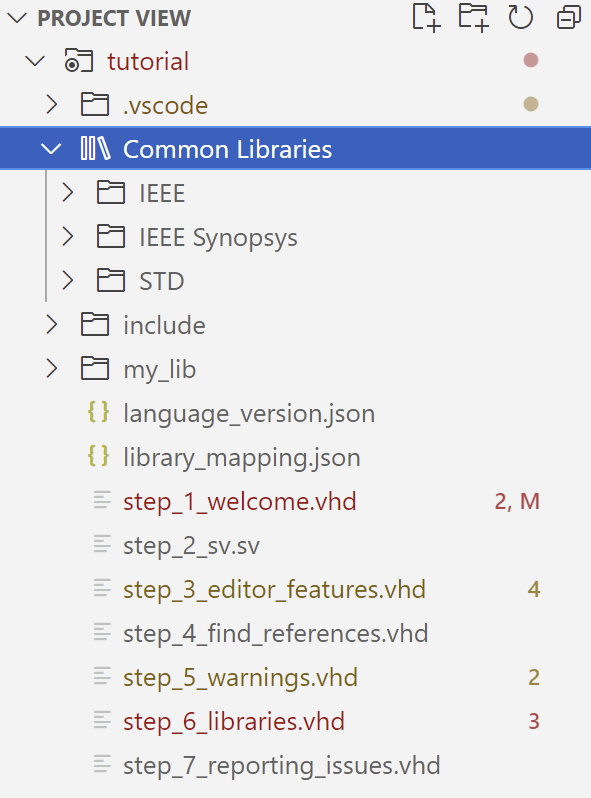 PROJECT VIEW
tutorial
.vscode
Common Libraries
IEEE
IEEE Synopsys
STD
include
my_lib
{} language_version.json
{} library_mapping.json
step_1_welcome.vhd 2, M
step_2_sv.sv
step_3_editor_features.vhd 4
step_4_find_references.vhd
step_5_warnings.vhd 2
step_6_libraries.vhd 3
step_7_reporting_issues.vhd